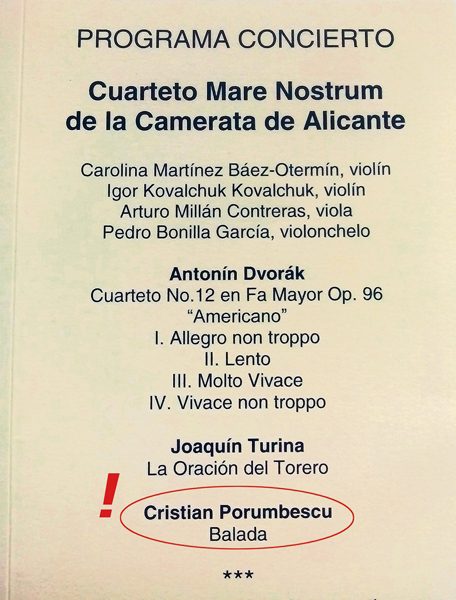 PROGRAMA CONCIERTO
Cuarteto Mare Nostrum
de la Camerata de Alicante
Carolina Martínez Báez-Otermín, violín
Igor Kovalchuk Kovalchuk, violín
Arturo Millán Contreras, viola
Pedro Bonilla García, violonchelo
Antonín Dvorák
Cuarteto No.12 en Fa Mayor Op. 96
“Americano”
I. Allegro non troppo
II. Lento
III. Molto Vivace
IV. Vivace non troppo
Joaquín Turina
La Oración del Torero
!
Cristian Porumbescu
Balada
***